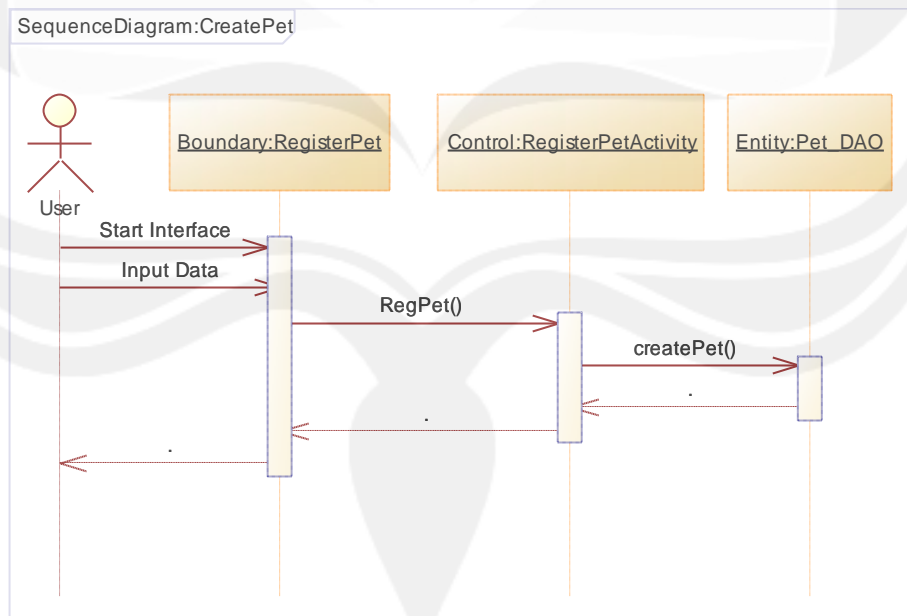 SequenceDiagram:CreatePet
Boundary:RegisterPet
Control:RegisterPetActivity
Entity:Pet_DAO
User
Start Interface
Input Data
RegPet()
createPet()
.
.
.